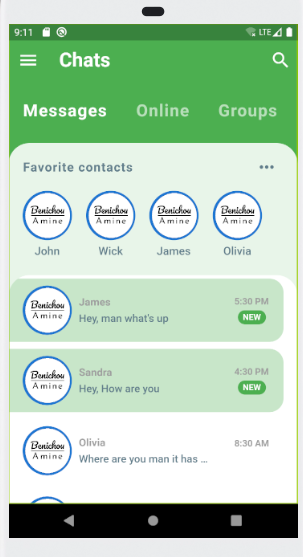 9:11 LTE
Chats
Messages Online Groups
Favorite contacts
Benichou Benichou Benichou Benichou
Amine Amine Amine Amine
John Wick James Olivia
James 5:30 PM
Benichou
Amine
Hey, man what's up NEW
Sandra 4:30 PM
Benichou
Amine
Hey, How are you NEW
Olivia 8:30 AM
Benichou
Amine
Where are you man it has ...